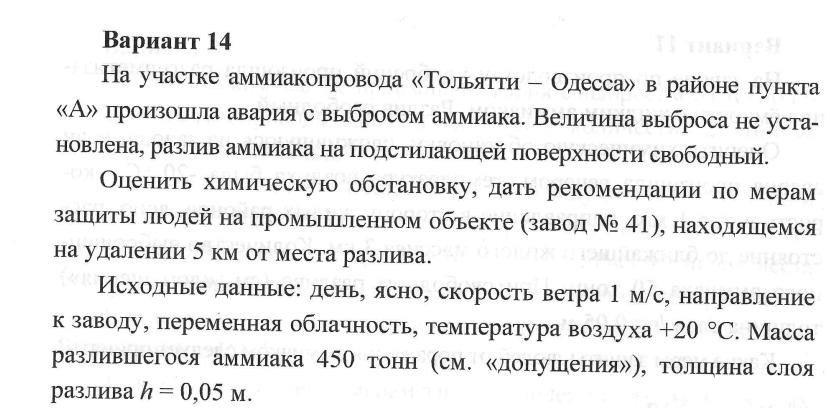 Вариант 14
На участке аммиакопровода «Тольятти – Одесса» в районе пункта
«А» произошла авария с выбросом аммиака. Величина выброса не уста-
новлена, разлив аммиака на подстилающей поверхности свободный.
Оценить химическую обстановку, дать рекомендации по мерам
защиты людей на промышленном объекте (завод № 41), находящемся
на удалении 5 км от места разлива.
Исходные данные: день, ясно, скорость ветра 1 м/с, направление
к заводу, переменная облачность, температура воздуха +20 °С. Масса
разлившегося аммиака 450 тонн (см. «допущения»), толщина слоя
разлива h = 0,05 м.